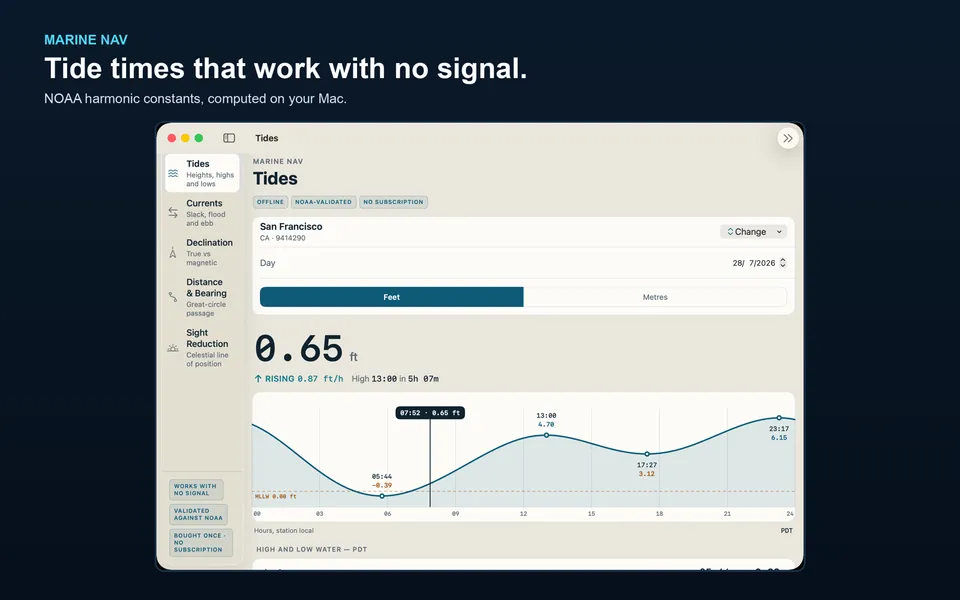 MARINE NAV
Tide times that work with no signal.
NOAA harmonic constants, computed on your Mac.
Tides
Tides
Heights, highs
and lows
Currents
Slack, flood
and ebb
Declination
True vs
magnetic
Distance
& Bearing
Great-circle
passage
Sight
Reduction
Celestial line
of position
WORKS WITH
NO SIGNAL
VALIDATED
AGAINST NOAA
BOUGHT ONCE ·
NO
SUBSCRIPTION
MARINE NAV
Tides
OFFLINE NOAA-VALIDATED NO SUBSCRIPTION
San Francisco
CA · 9414290
Change
Day 28/ 7/2026
Feet Metres
0.65 ft
RISING 0.87 ft/h High 13:00 in 5h 07m
07:52 · 0.65 ft
13:00
4.70
23:17
6.15
17:27
3.12
05:44
-0.39
MLLW 0.00 ft
00 03 06 09 12 15 18 21 24
Hours, station local PDT
HIGH AND LOW WATER — PDT